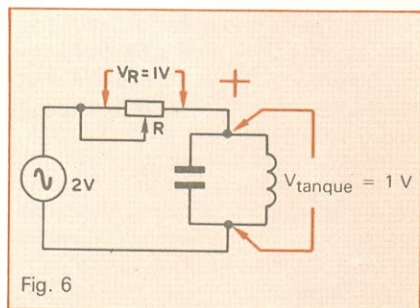 VR = 1V
+
R
2V
Vtanque = 1 V
Fig. 6